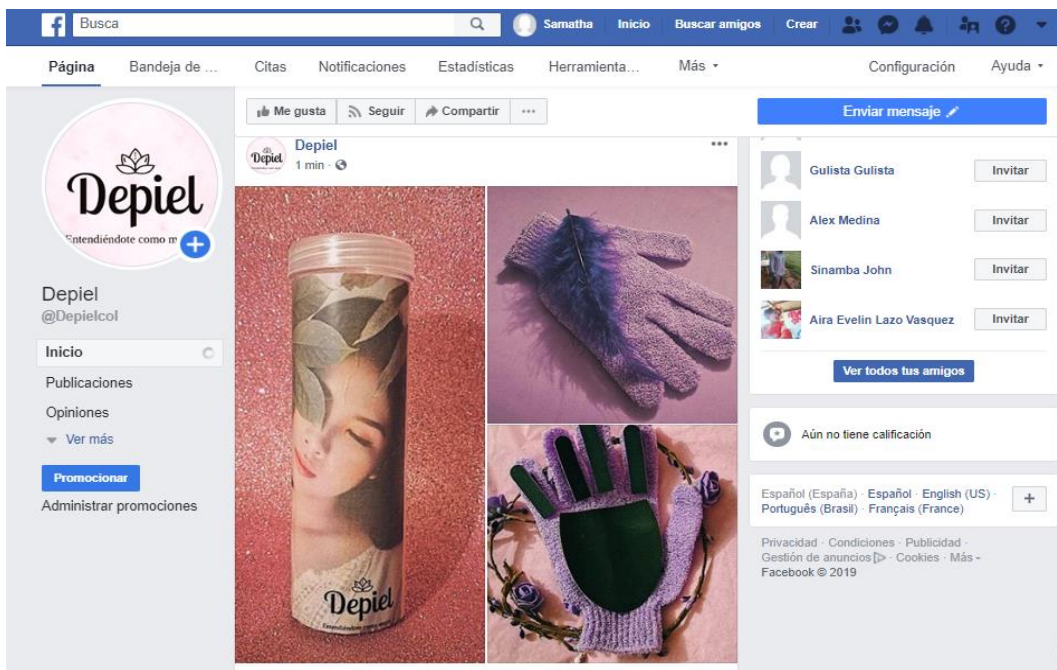 Busca
Samatha Inicio Buscar amigos Crear
Página Bandeja de ... Citas Notificaciones Estadísticas Herramienta... Más Configuración Ayuda
Me gusta Seguir Compartir ...
Enviar mensaje
Depiel
Entendiéndote como
Depiel
@Depielcol
Inicio
Publicaciones
Opiniones
Ver más
Promocionar
Administrar promociones
Depiel
Depiel
1 min
Depiel
Entendiéndote como mujer
Gulista Gulista Invitar
Alex Medina Invitar
Sinamba John Invitar
Aira Evelin Lazo Vasquez Invitar
Ver todos tus amigos
Aún no tiene calificación
Español (España) · Español · English (US) ·
Português (Brasil) · Français (France)
Privacidad · Condiciones · Publicidad ·
Gestión de anuncios · Cookies · Más
Facebook © 2019